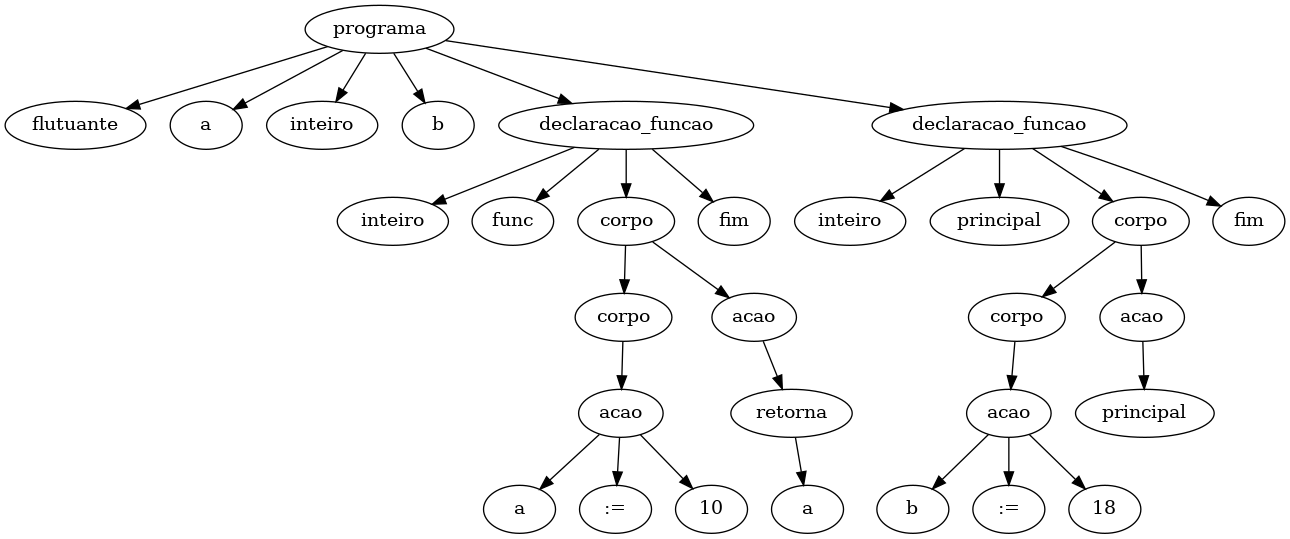 programa
flutuante a inteiro b declaracao_funcao declaracao_funcao
inteiro func corpo fim inteiro principal corpo fim
corpo acao corpo acao
acao retorna acao principal
a := 10 a b := 18